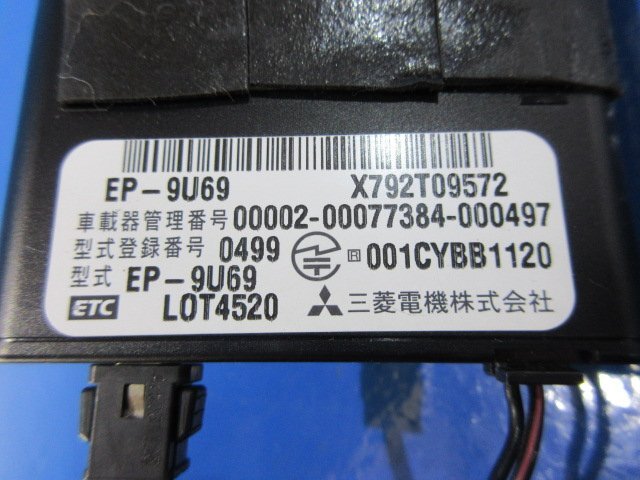 EP-9U69 X792T09572
車載器管理番号 00002-00077384-000497
型式登録番号 0499 R 001CYBB1120
型式 EP-9U69
ETC LOT4520 三菱電機株式会社